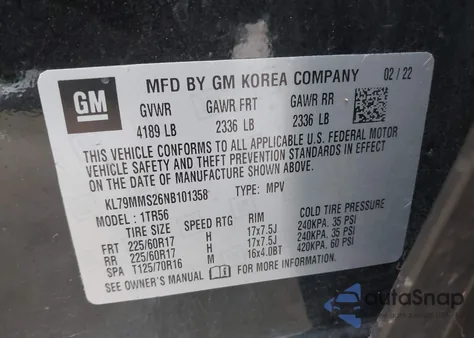 GM
MFD BY GM KOREA COMPANY 02/22
GVWR GAWR FRT GAWR RR
4189 LB 2336 LB 2336 LB
THIS VEHICLE CONFORMS TO ALL APPLICABLE U.S. FEDERAL MOTOR
VEHICLE SAFETY AND THEFT PREVENTION STANDARDS IN EFFECT ON
THE DATE OF MANUFACTURE SHOWN ABOVE.
KL79MMS26NB101358 TYPE: MPV
MODEL: 1TR56 SPEED RTG RIM COLD TIRE PRESSURE
FRT 225/60R17 H 17x7.5J 240KPA. 35 PSI
RR 225/60R17 H 17x7.5J 240KPA. 35 PSI
SPA T125/70R16 M 16x4.0BT 420KPA. 60 PSI
SEE OWNER'S MANUAL FOR MORE INFORMATION.
autoSnap